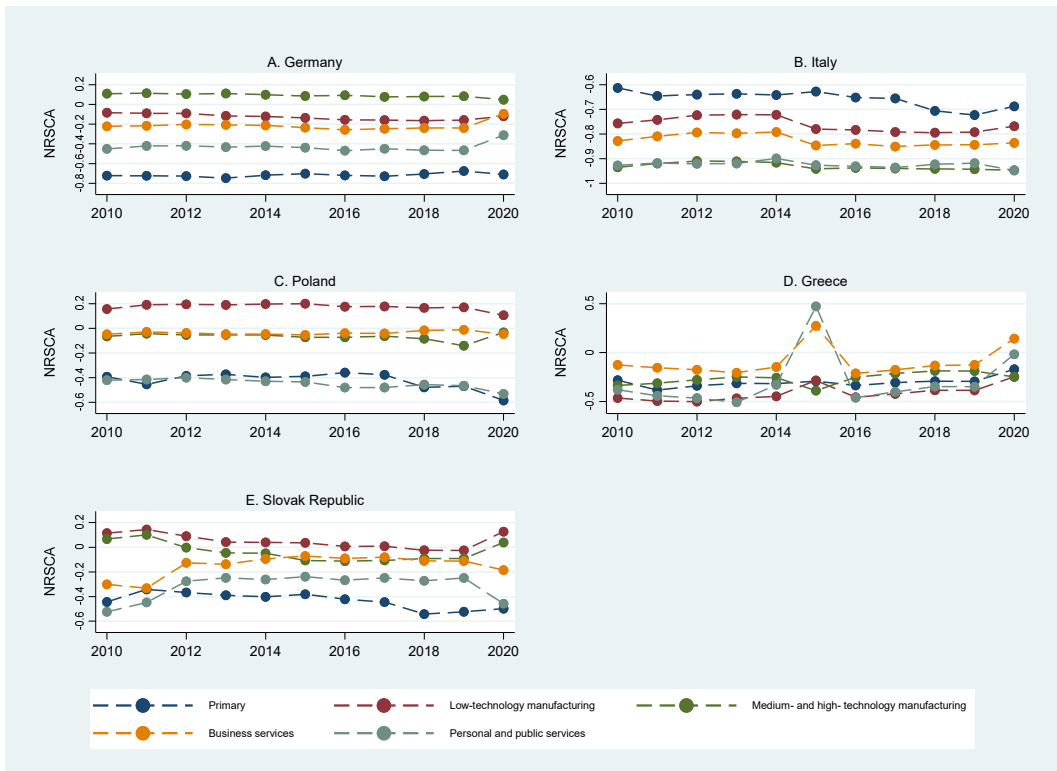 A. Germany
NRSCA
0.2
0
-0.2
-0.4
-0.6
-0.8
2010 2012 2014 2016 2018 2020
B. Italy
NRSCA
-0.6
-0.7
-0.8
-0.9
-1
2010 2012 2014 2016 2018 2020
C. Poland
NRSCA
0.2
0
-0.2
-0.4
-0.6
2010 2012 2014 2016 2018 2020
D. Greece
NRSCA
0.5
0
-0.5
2010 2012 2014 2016 2018 2020
E. Slovak Republic
NRSCA
0.2
0
-0.2
-0.4
-0.6
2010 2012 2014 2016 2018 2020
Primary Low-technology manufacturing Medium- and high- technology manufacturing
Business services Personal and public services